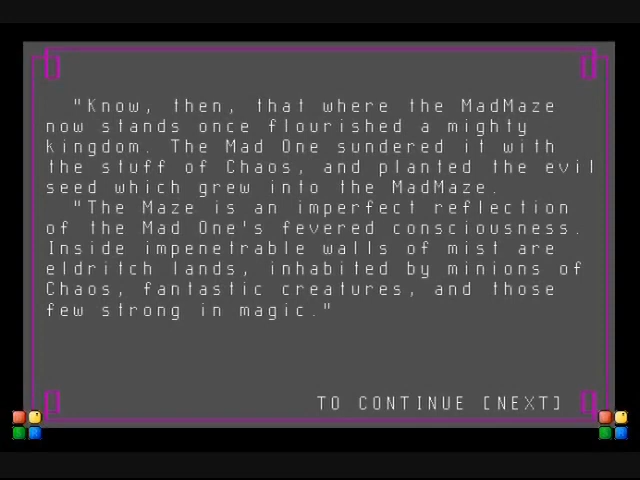 "Know, then, that where the MadMaze
now stands once flourished a mighty
kingdom. The Mad One sundered it with
the stuff of Chaos, and planted the evil
seed which grew into the MadMaze.
"The Maze is an imperfect reflection
of the Mad One's fevered consciousness.
Inside impenetrable walls of mist are
eldritch lands, inhabited by minions of
Chaos, fantastic creatures, and those
few strong in magic."
TO CONTINUE [NEXT]